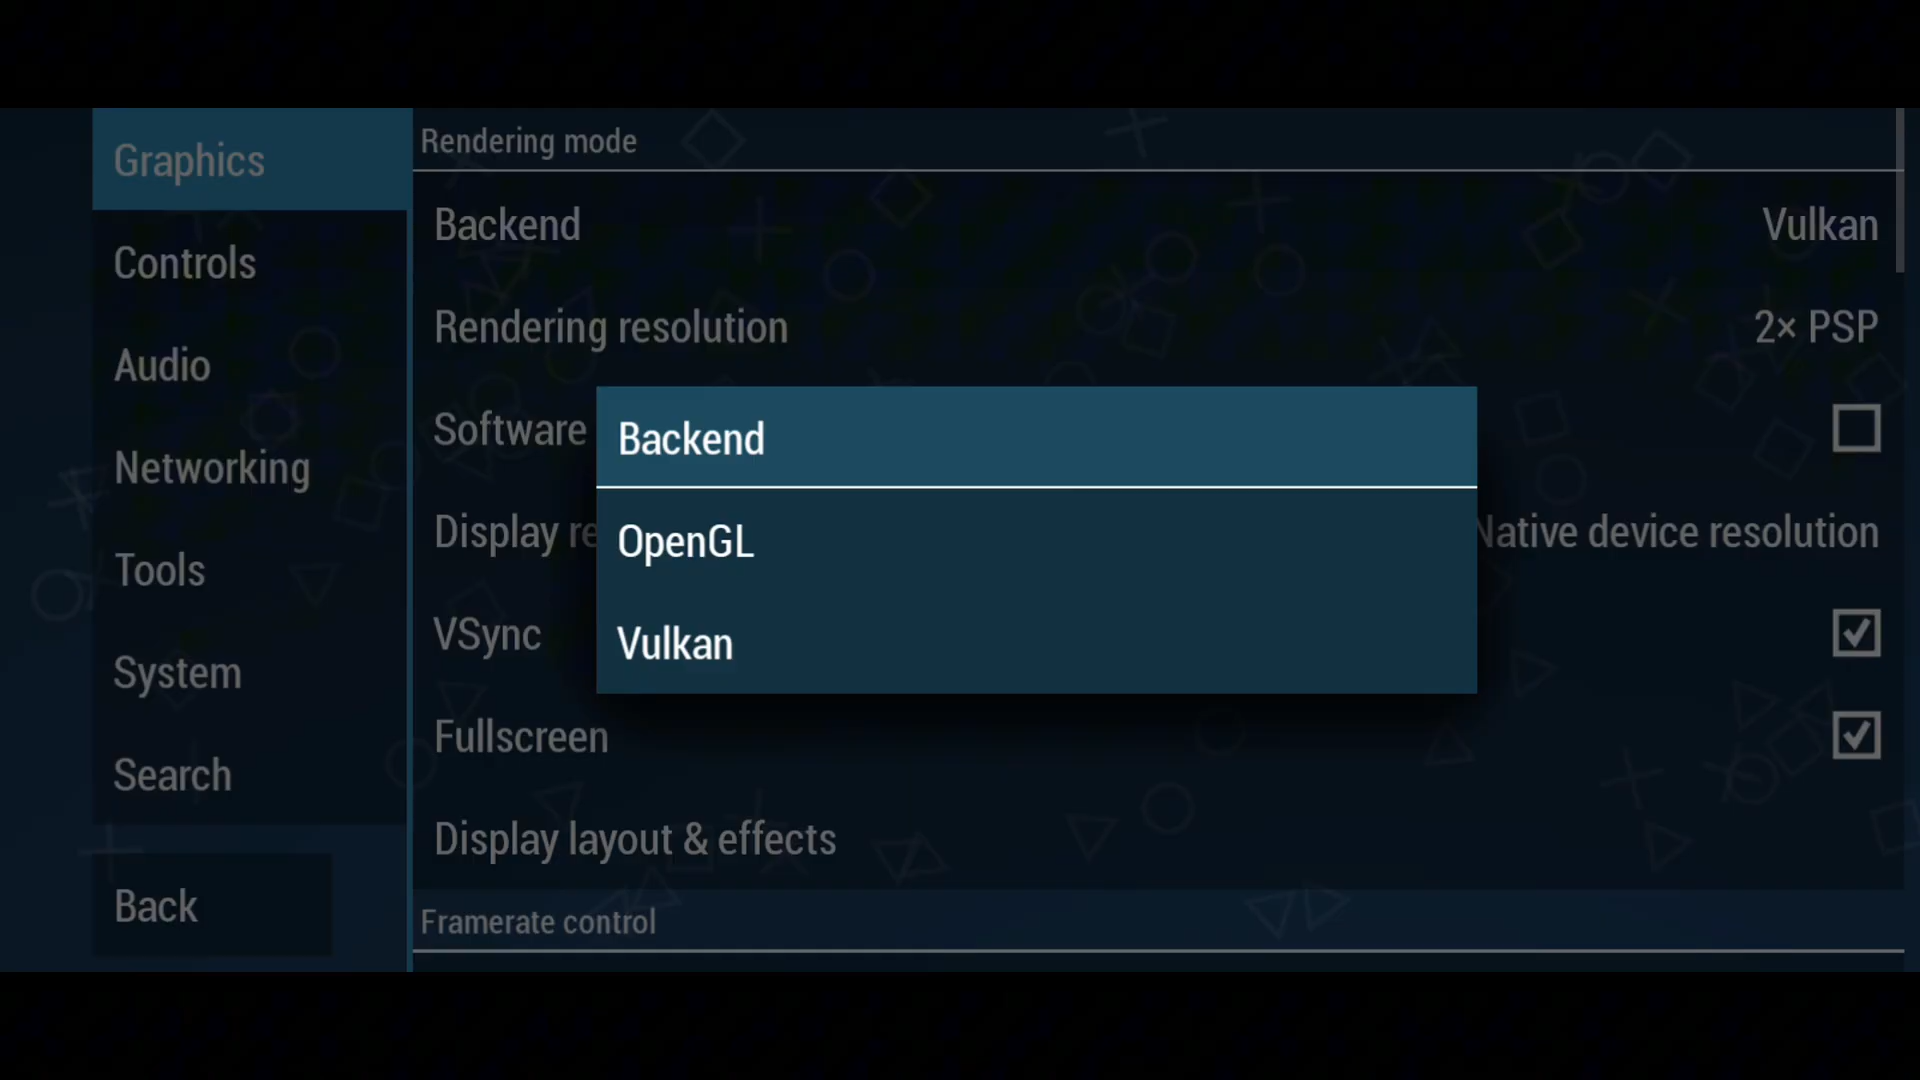 Graphics
Controls
Audio
Networking
Tools
System
Search
Back
Rendering mode
Backend Vulkan
Rendering resolution 2× PSP
Software
Display re Native device resolution
VSync
Fullscreen
Display layout & effects
Framerate control
Backend
OpenGL
Vulkan